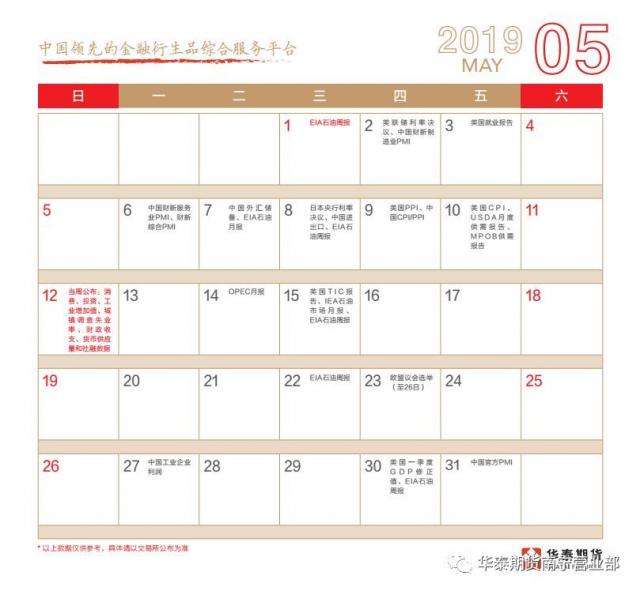 中国领先的金融衍生品综合服务平台
2019
MAY
05
日 一 二 三 四 五 六
1
EIA石油周报
2
美联储利率决
议、中国财新制
造业PMI
3
美国就业报告
4
5
6
中国财新服务
业PMI、财新
综合PMI
7
中国外汇储
备、EIA石油
月报
8
日本央行利率
决议、中国进
出口、EIA石
油周报
9
美国PPI、中
国CPI/PPI
10
美国CPI、
USDA月度
供需报告、
MPOB供需
报告
11
12
当周公布：消
费、投资、工
业增加值、城
镇调查失业
率、财政收
支、货币供应
量和社融数据
13
14
OPEC月报
15
美国TIC报
告、IEA石油
市场月报、
EIA石油周报
16
17
18
19
20
21
22
EIA石油周报
23
欧盟议会选举
（至26日）
24
25
26
27
中国工业企业
利润
28
29
30
美国一季度
GDP修正
值、EIA石油
周报
31
中国官方PMI
* 以上数据仅供参考，具体请以交易所公布为准
华泰期货
华泰期货南宁营业部